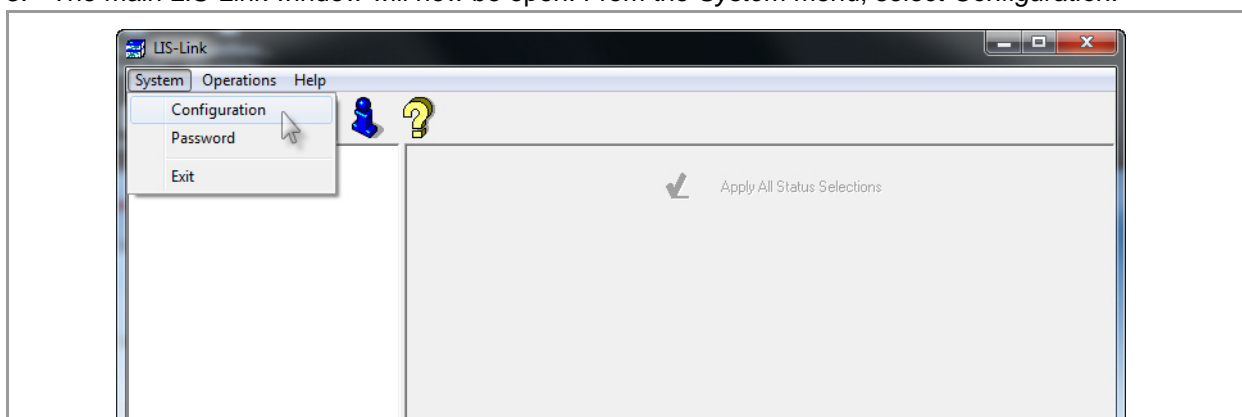 The main LIS-Link window will now be open. From the System menu, select Configuration.
LIS-Link
System Operations Help
Configuration
Password
Exit
Apply All Status Selections